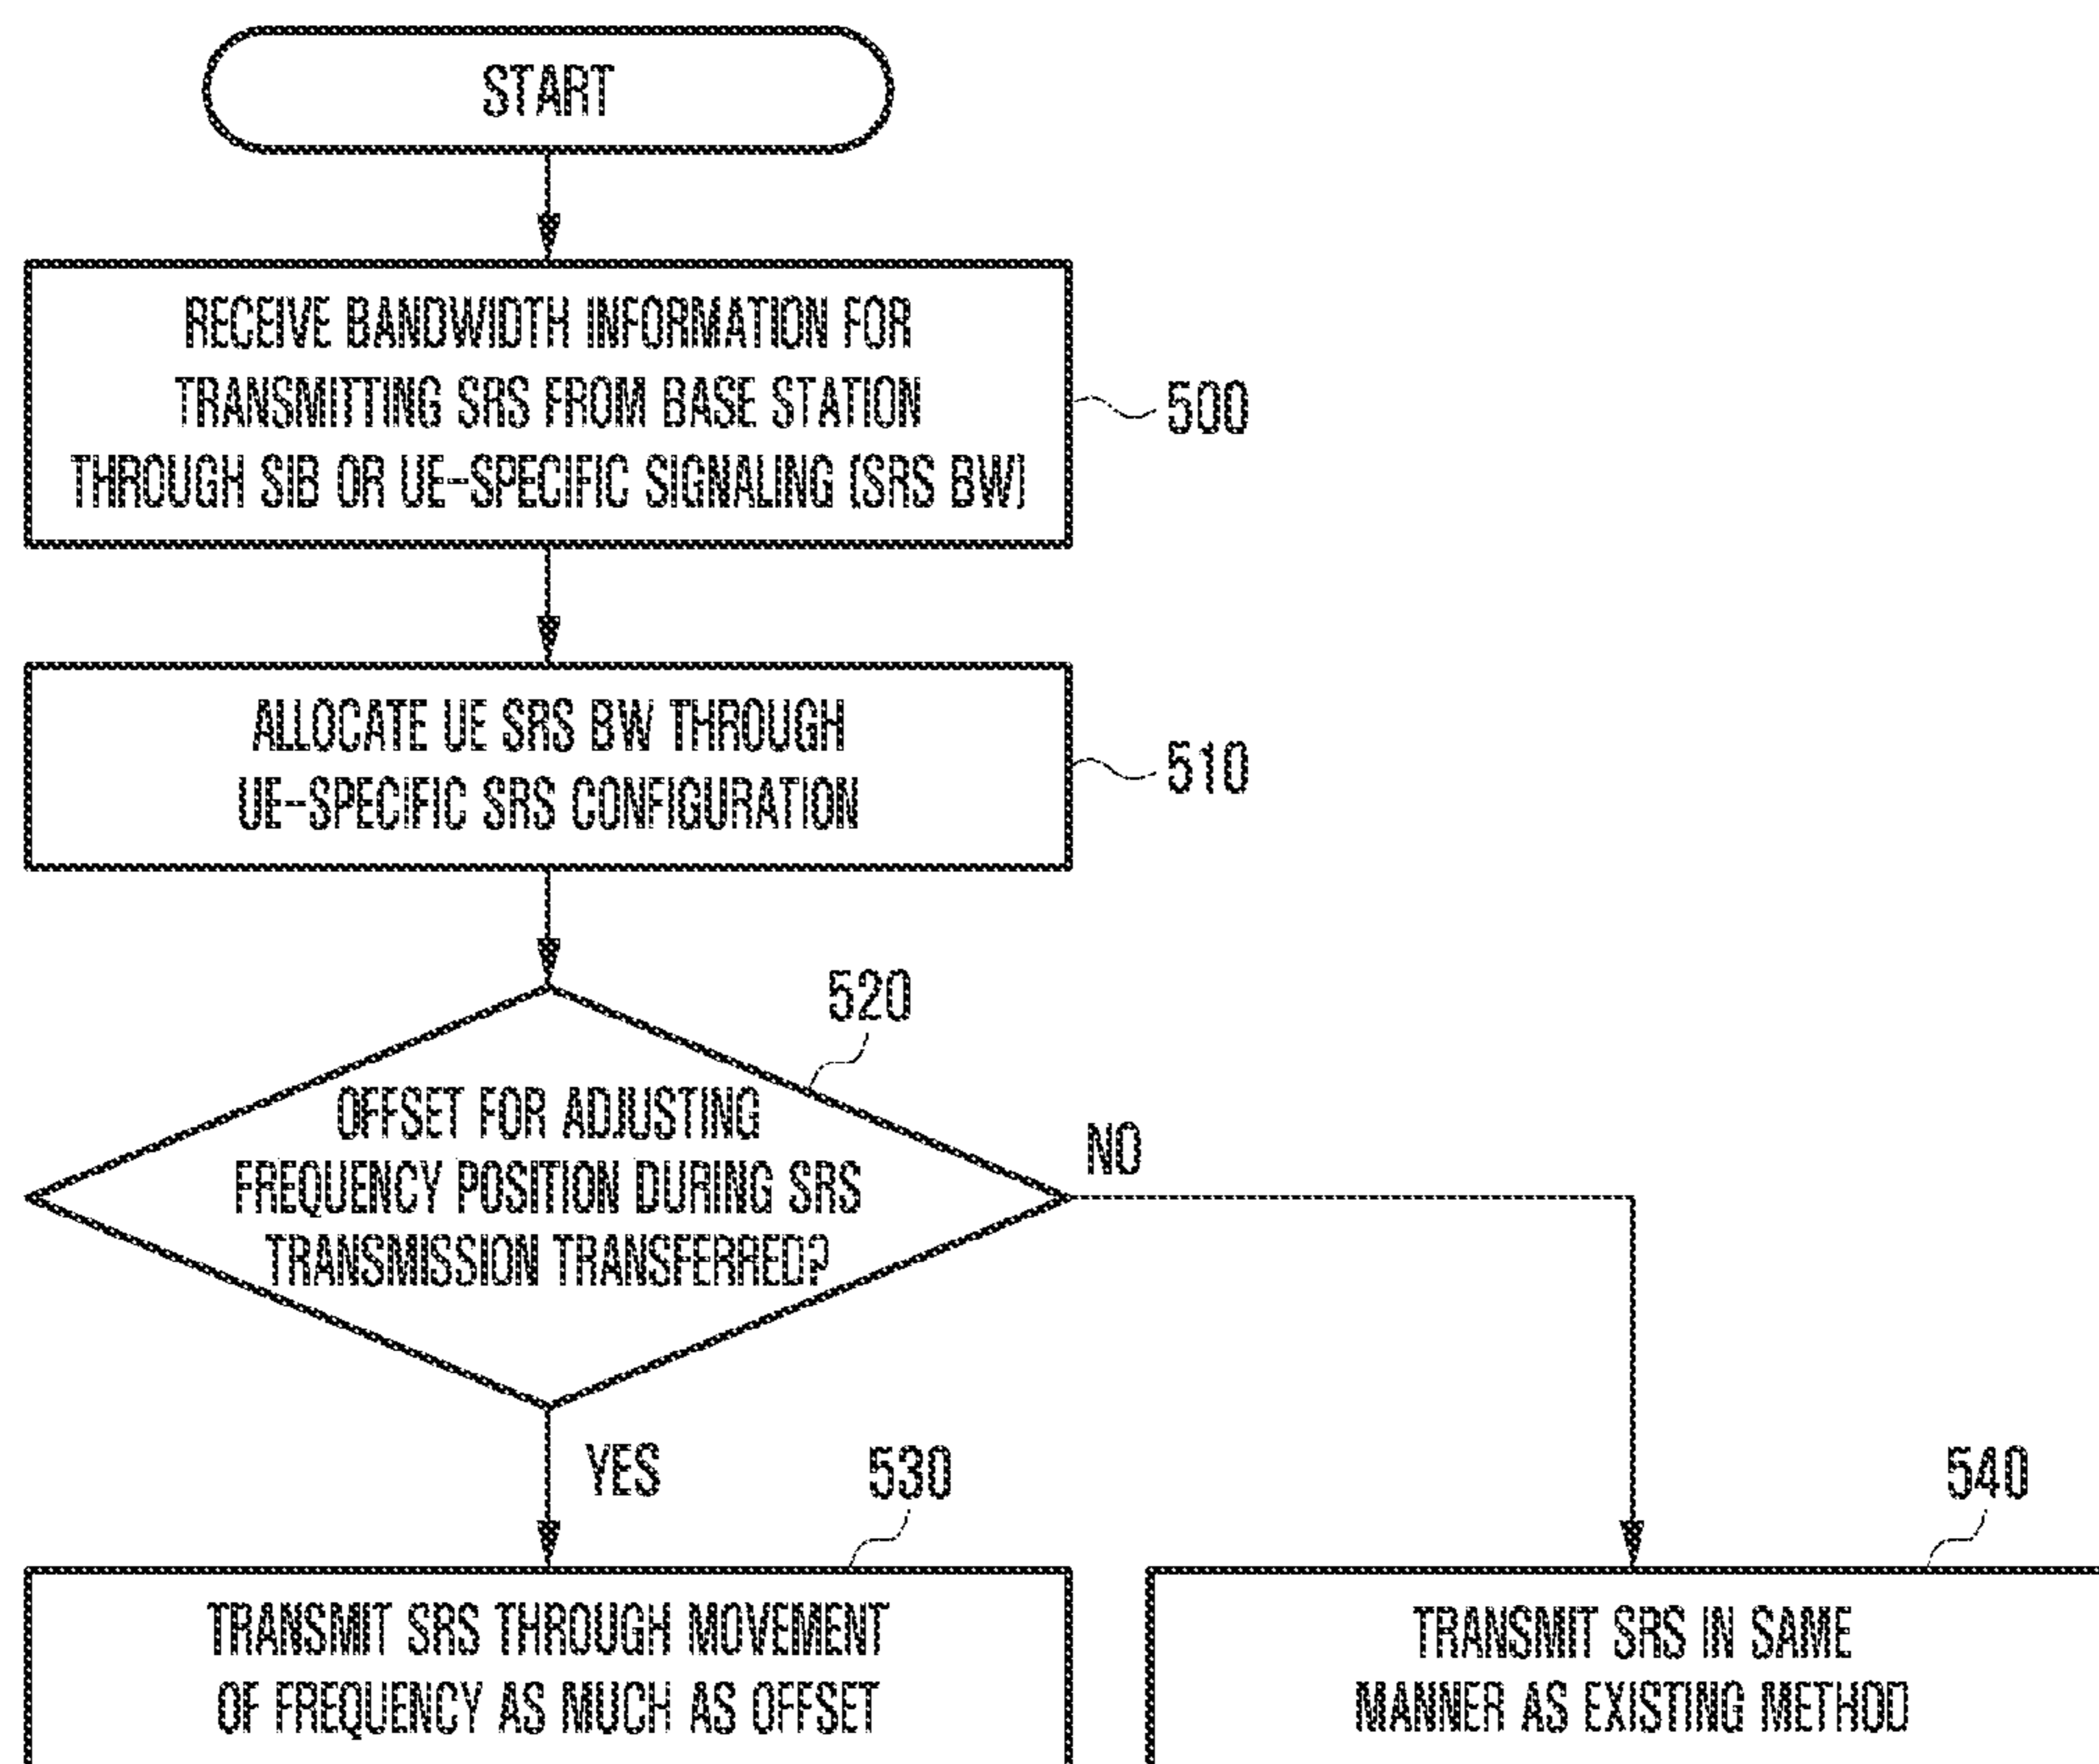 START
RECEIVE BANDWIDTH INFORMATION FOR
TRANSMITTING SRS FROM BASE STATION
THROUGH SIB OR UE-SPECIFIC SIGNALING (SRS BW)
500
ALLOCATE UE SRS BW THROUGH
UE-SPECIFIC SRS CONFIGURATION
510
520
OFFSET FOR ADJUSTING
FREQUENCY POSITION DURING SRS
TRANSMISSION TRANSFERRED?
NO
YES
530
540
TRANSMIT SRS THROUGH MOVEMENT
OF FREQUENCY AS MUCH AS OFFSET
TRANSMIT SRS IN SAME
MANNER AS EXISTING METHOD